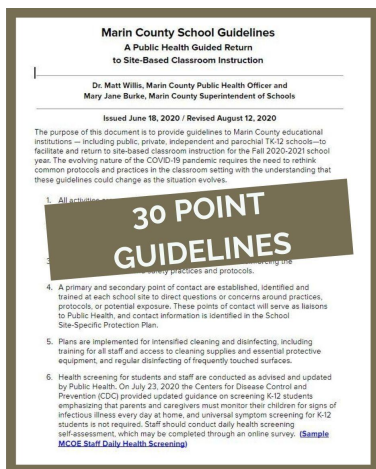 Marin County School Guidelines
A Public Health Guided Return
to Site-Based Classroom Instruction
Dr. Matt Willis, Marin County Public Health Officer and
Mary Jane Burke, Marin County Superintendent of Schools
Issued June 18, 2020 / Revised August 12, 2020
The purpose of this document is to provide guidelines to Marin County educational
institutions — including public, private, independent and parochial TK-12 schools—to
facilitate and return to site-based classroom instruction for the Fall 2020-2021 school
year. The evolving nature of the COVID-19 pandemic requires the need to rethink
common protocols and practices in the classroom setting with the understanding that
these guidelines could change as the situation evolves.
1. All
30 POINT
GUIDELINES
3.
the
safety practices and protocols.
4. A primary and secondary point of contact are established, identified and
trained at each school site to direct questions or concerns around practices,
protocols, or potential exposure. These points of contact will serve as liaisons
to Public Health, and contact information is identified in the School
Site-Specific Protection Plan.
5. Plans are implemented for intensified cleaning and disinfecting, including
training for all staff and access to cleaning supplies and essential protective
equipment, and regular disinfecting of frequently touched surfaces.
6. Health screening for students and staff are conducted as advised and updated
by Public Health. On July 23, 2020 the Centers for Disease Control and
Prevention (CDC) provided updated guidance on screening K-12 students
emphasizing that parents and caregivers must monitor their children for signs of
infectious illness every day at home, and universal symptom screening for K-12
students is not required. Staff should conduct daily health screening
self-assessment, which may be completed through an online survey. (Sample
MCOE Staff Daily Health Screening)